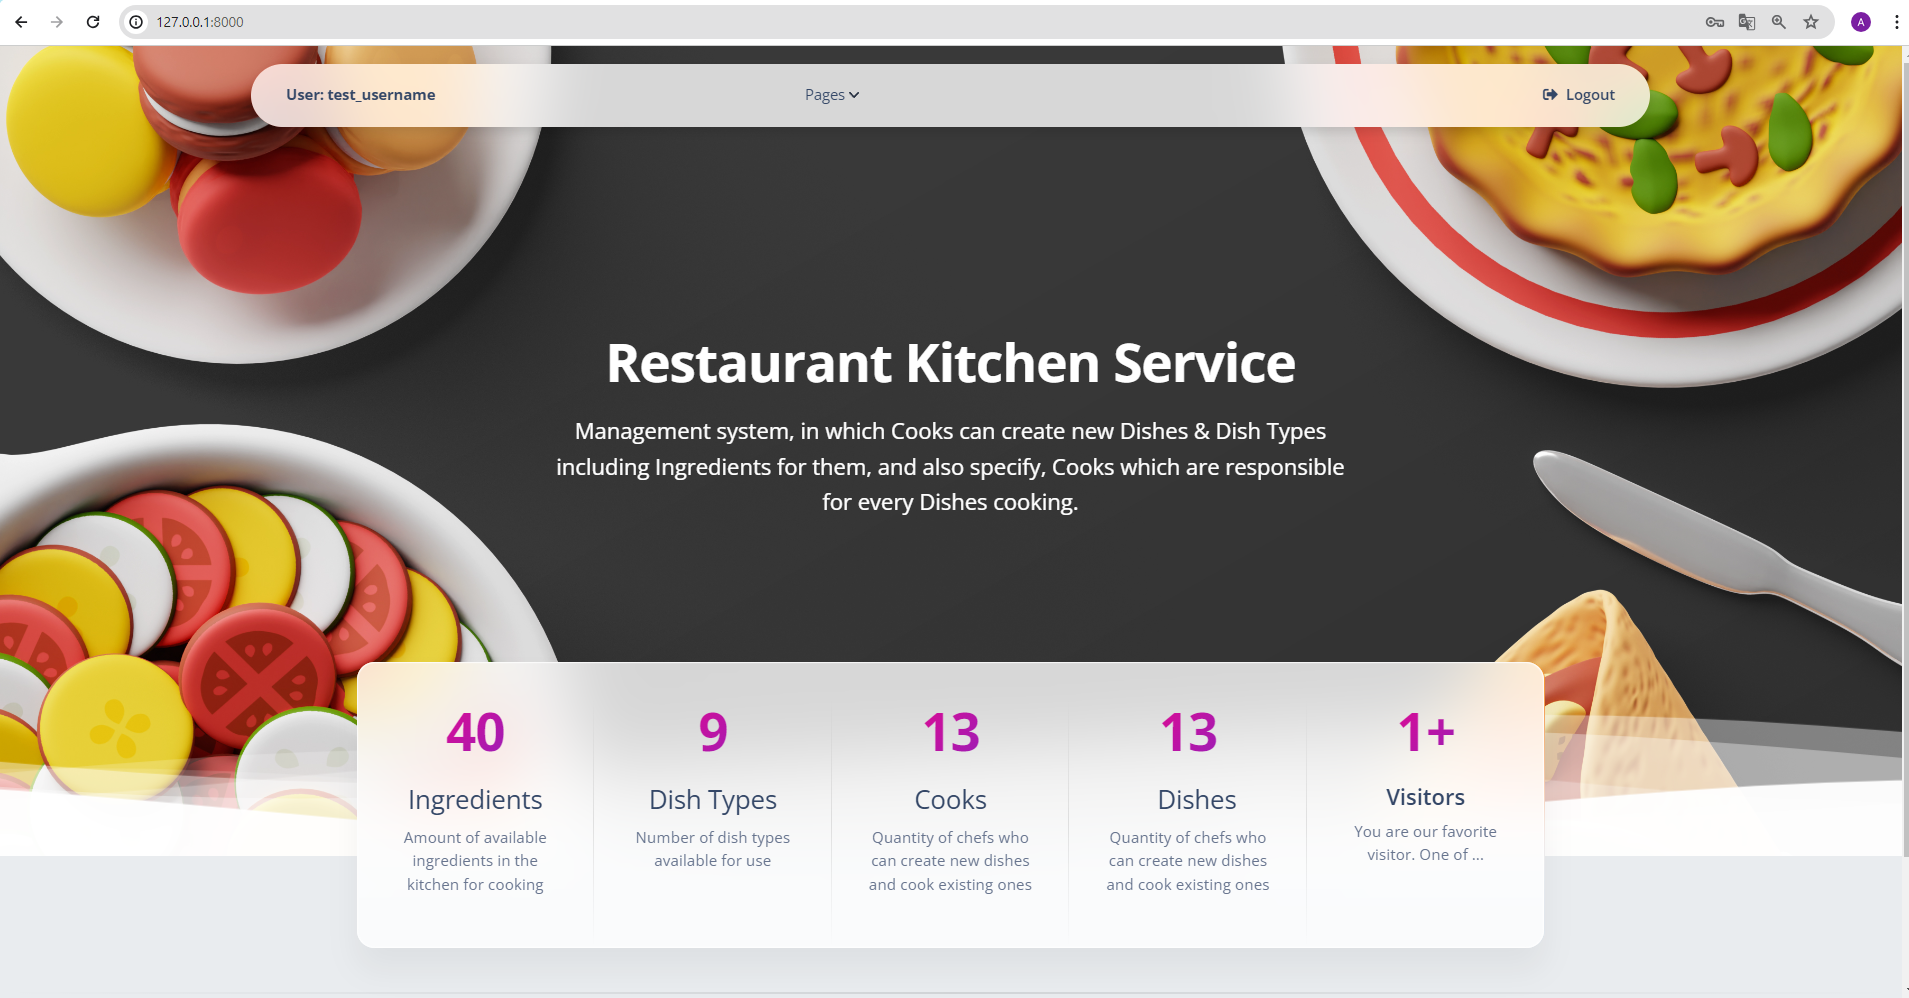 127.0.0.1:8000
A
User: test_username
Pages
Logout
Restaurant Kitchen Service
Management system, in which Cooks can create new Dishes & Dish Types
including Ingredients for them, and also specify, Cooks which are responsible
for every Dishes cooking.
40
Ingredients
Amount of available
ingredients in the
kitchen for cooking
9
Dish Types
Number of dish types
available for use
13
Cooks
Quantity of chefs who
can create new dishes
and cook existing ones
13
Dishes
Quantity of chefs who
can create new dishes
and cook existing ones
1+
Visitors
You are our favorite
visitor. One of ...